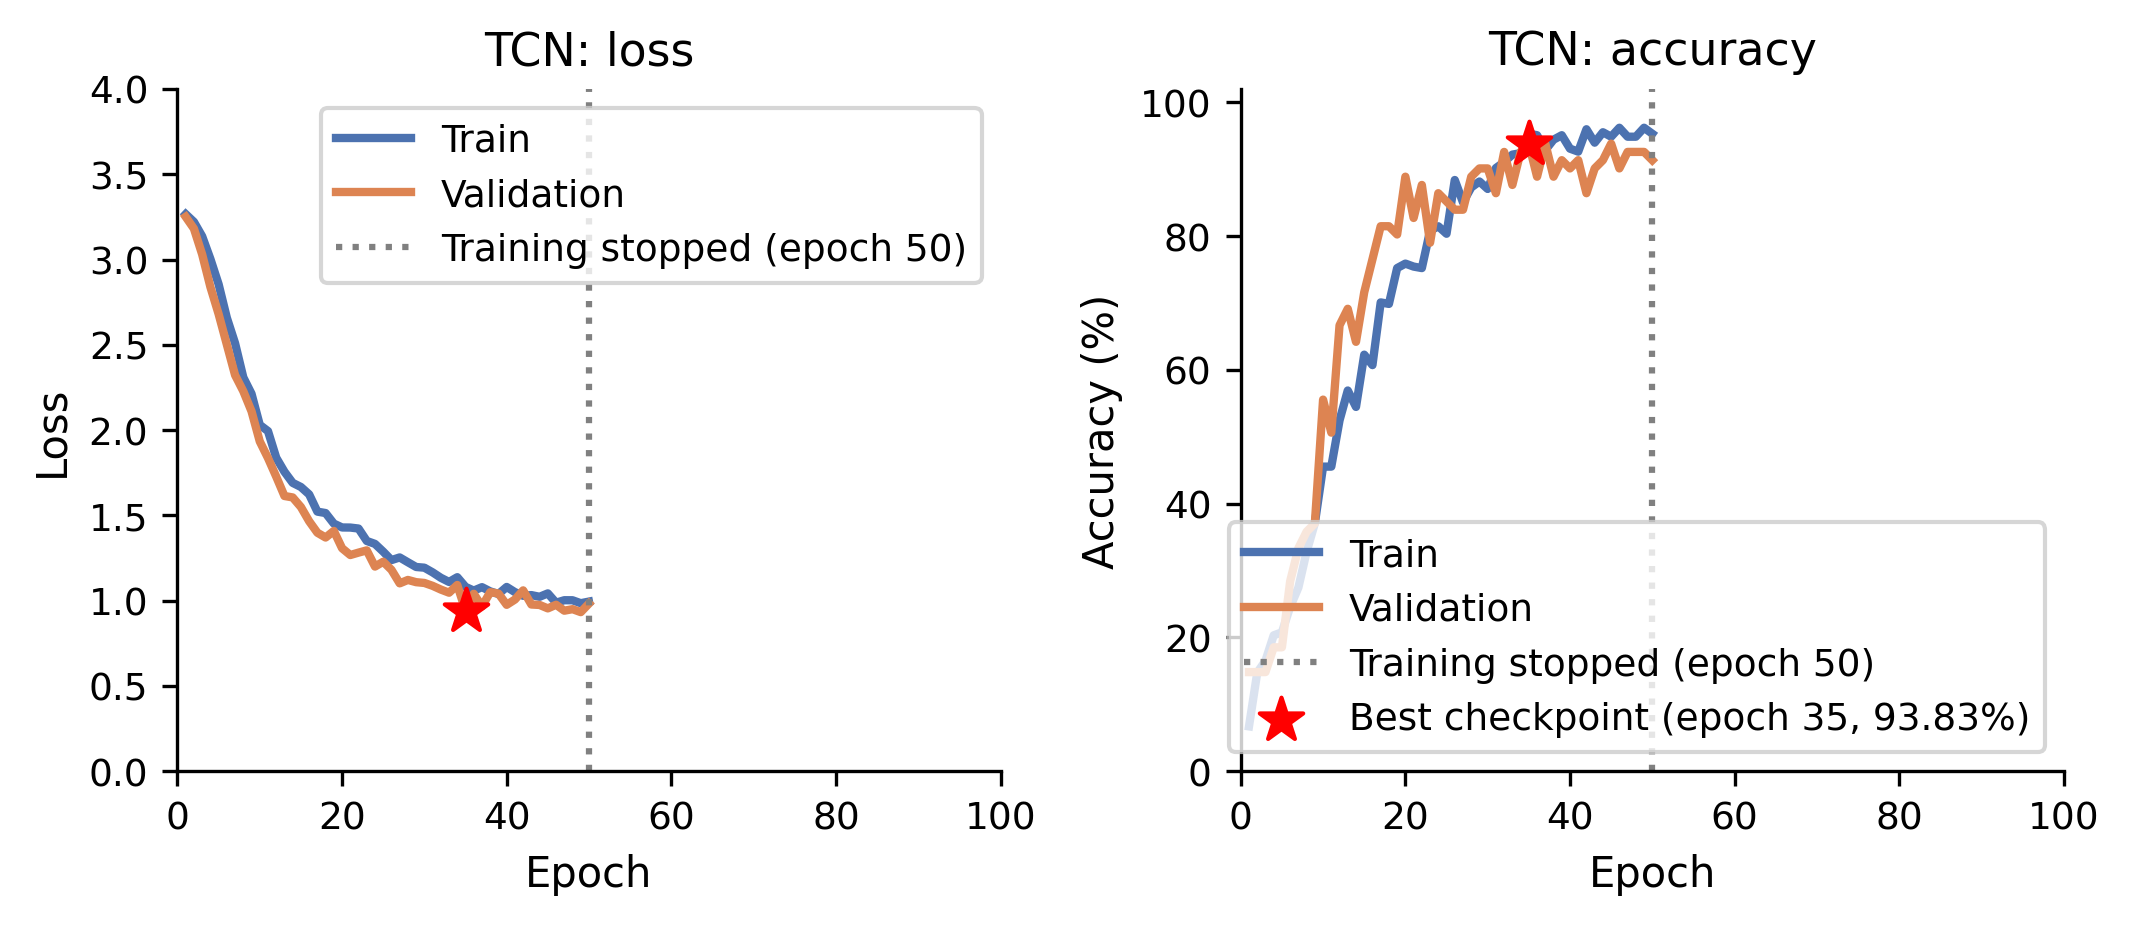 TCN: loss
4.0
3.5
3.0
2.5
2.0
1.5
1.0
0.5
0.0
Loss
Train
Validation
Training stopped (epoch 50)
0 20 40 60 80 100
Epoch
TCN: accuracy
100
80
60
40
20
0
Accuracy (%)
Train
Validation
Training stopped (epoch 50)
Best checkpoint (epoch 35, 93.83%)
0 20 40 60 80 100
Epoch